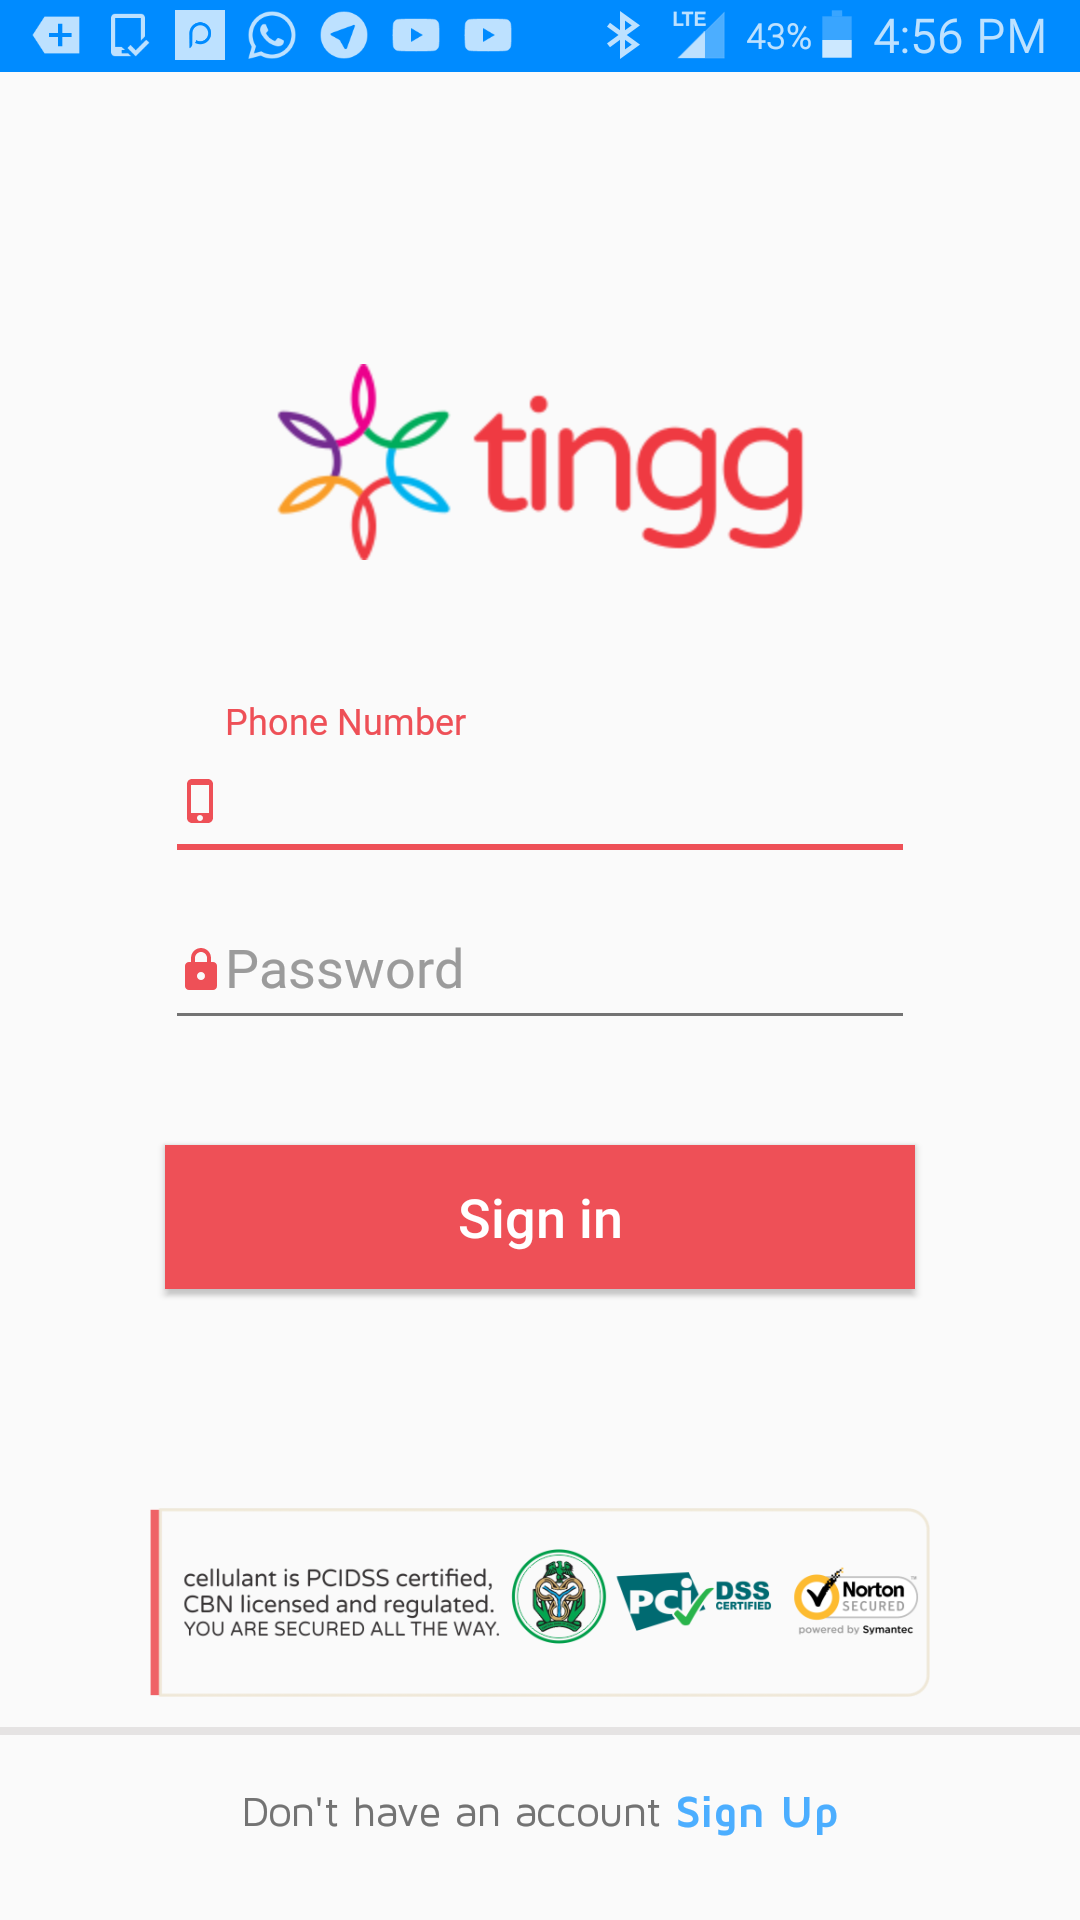 LTE 43% 4:56 PM
tingg
Phone Number
Password
Sign in
cellulant is PCIDSS certified,
CBN licensed and regulated.
YOU ARE SECURED ALL THE WAY.
PCi DSS
CERTIFIED
Norton
SECURED
powered by Symantec
Don't have an account Sign Up